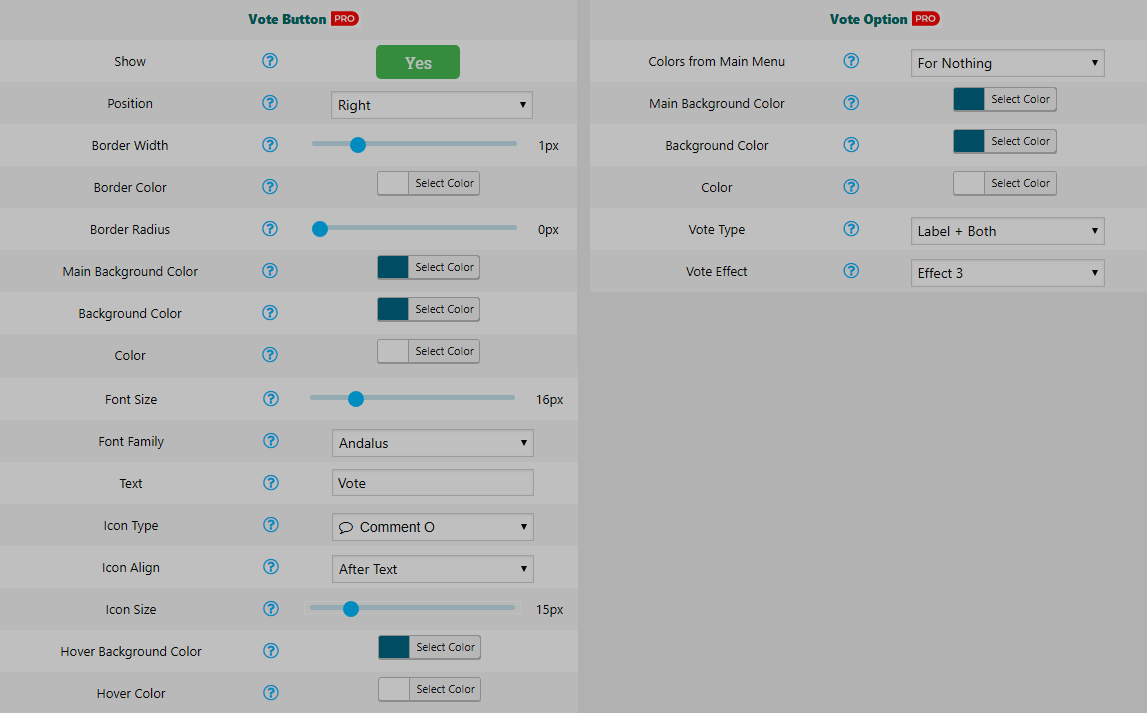 Vote Button PRO
Show ? Yes
Position ? Right
Border Width ? 1px
Border Color ? Select Color
Border Radius ? 0px
Main Background Color ? Select Color
Background Color ? Select Color
Color ? Select Color
Font Size ? 16px
Font Family ? Andalus
Text ? Vote
Icon Type ? Comment O
Icon Align ? After Text
Icon Size ? 15px
Hover Background Color ? Select Color
Hover Color ? Select Color
Vote Option PRO
Colors from Main Menu ? For Nothing
Main Background Color ? Select Color
Background Color ? Select Color
Color ? Select Color
Vote Type ? Label + Both
Vote Effect ? Effect 3